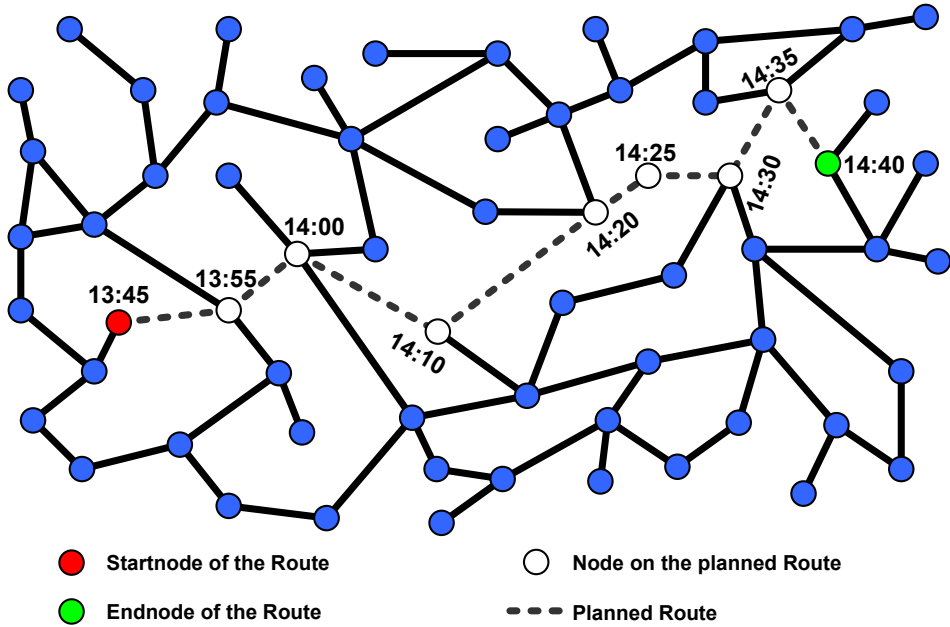 14:35
14:25
14:40
14:30
14:20
14:00
13:55
13:45
14:10
Startnode of the Route
Node on the planned Route
Endnode of the Route
Planned Route